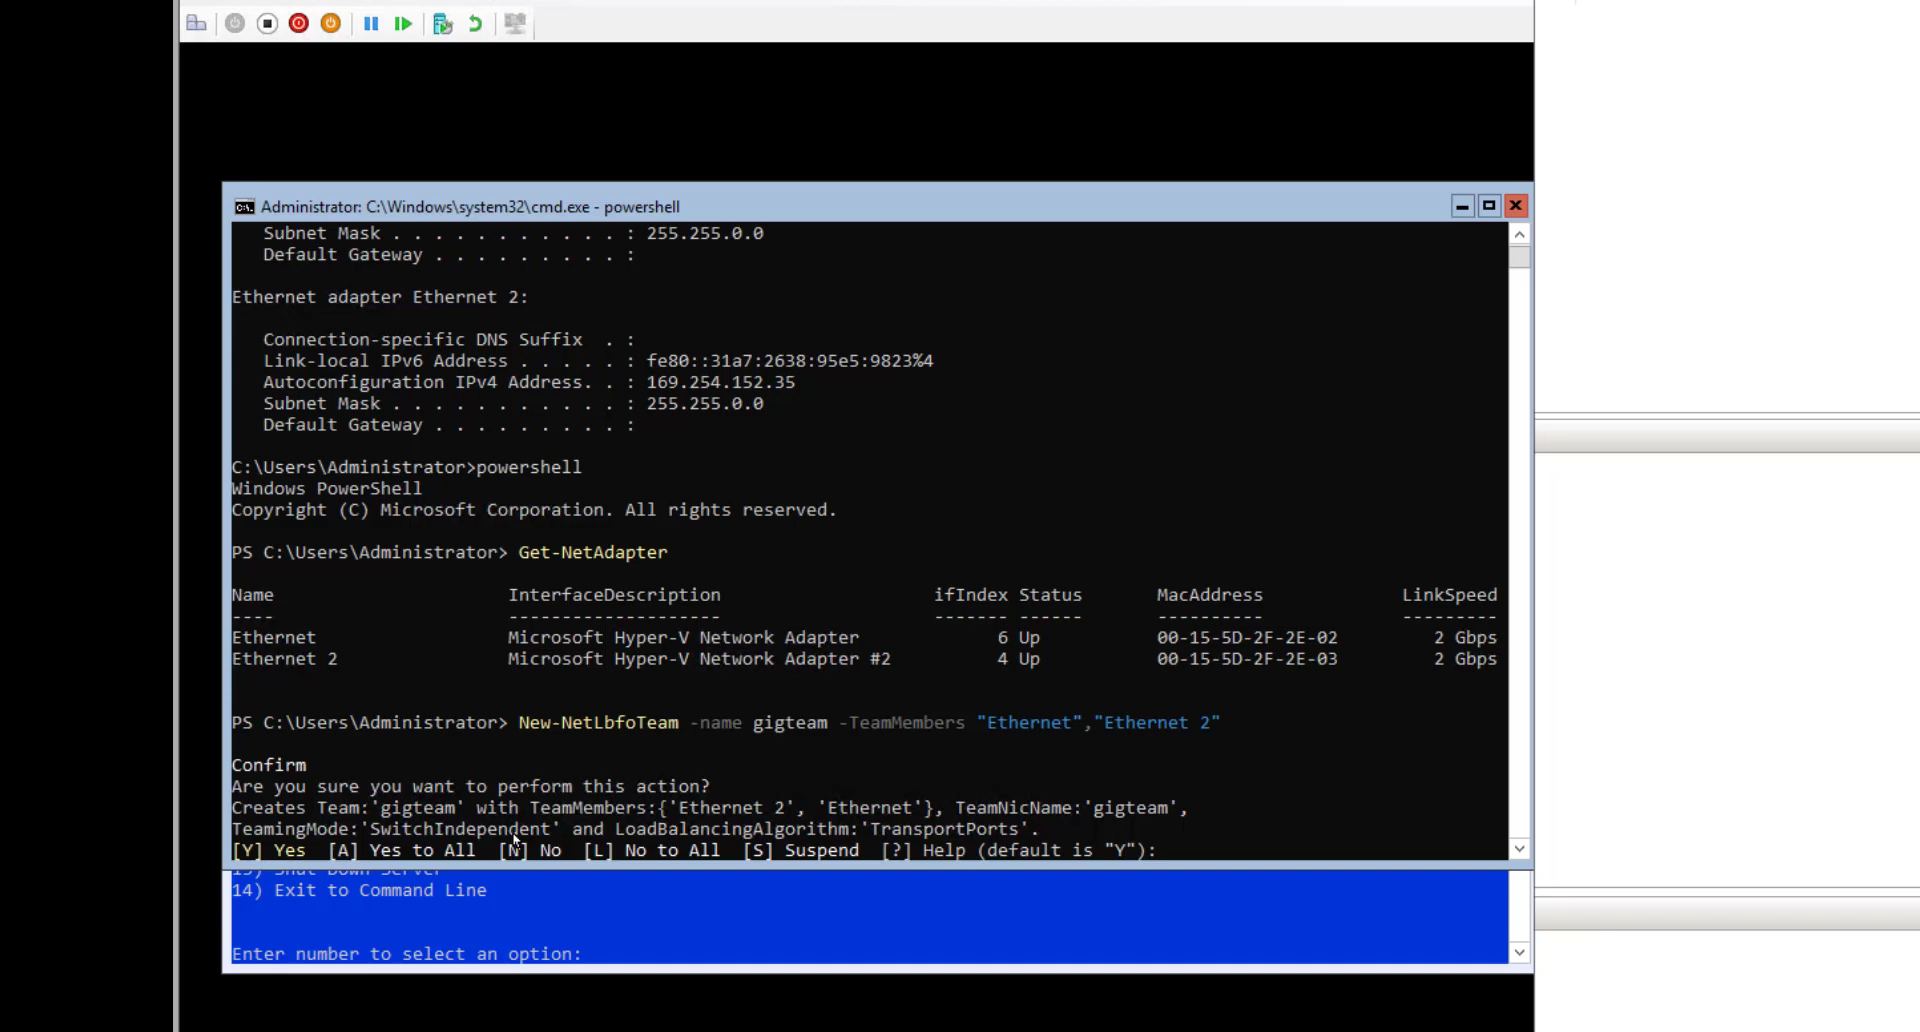 Administrator: C:\Windows\system32\cmd.exe - powershell
Subnet Mask . . . . . . . . . . . : 255.255.0.0
Default Gateway . . . . . . . . . :
Ethernet adapter Ethernet 2:
Connection-specific DNS Suffix  . :
Link-local IPv6 Address . . . . . : fe80::31a7:2638:95e5:9823%4
Autoconfiguration IPv4 Address. . : 169.254.152.35
Subnet Mask . . . . . . . . . . . : 255.255.0.0
Default Gateway . . . . . . . . . :
C:\Users\Administrator>powershell
Windows PowerShell
Copyright (C) Microsoft Corporation. All rights reserved.
PS C:\Users\Administrator> Get-NetAdapter
Name                      InterfaceDescription                    ifIndex Status       MacAddress             LinkSpeed
----                      --------------------                    ------- ------       ----------             ---------
Ethernet                  Microsoft Hyper-V Network Adapter             6 Up           00-15-5D-2F-2E-02         2 Gbps
Ethernet 2                Microsoft Hyper-V Network Adapter #2          4 Up           00-15-5D-2F-2E-03         2 Gbps
PS C:\Users\Administrator> New-NetLbfoTeam -name gigteam -TeamMembers "Ethernet","Ethernet 2"
Confirm
Are you sure you want to perform this action?
Creates Team:'gigteam' with TeamMembers:{'Ethernet 2', 'Ethernet'}, TeamNicName:'gigteam',
TeamingMode:'SwitchIndependent' and LoadBalancingAlgorithm:'TransportPorts'.
[Y] Yes  [A] Yes to All  [N] No  [L] No to All  [S] Suspend  [?] Help (default is "Y"):
13) Shut Down Server
14) Exit to Command Line
Enter number to select an option: